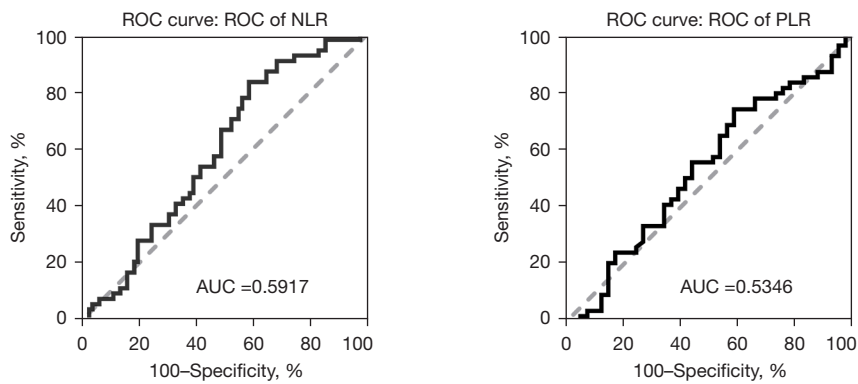 ROC curve: ROC of NLR
100
80
60
40
20
0
Sensitivity, %
AUC =0.5917
0 20 40 60 80 100
100–Specificity, %
ROC curve: ROC of PLR
100
80
60
40
20
0
Sensitivity, %
AUC =0.5346
0 20 40 60 80 100
100–Specificity, %